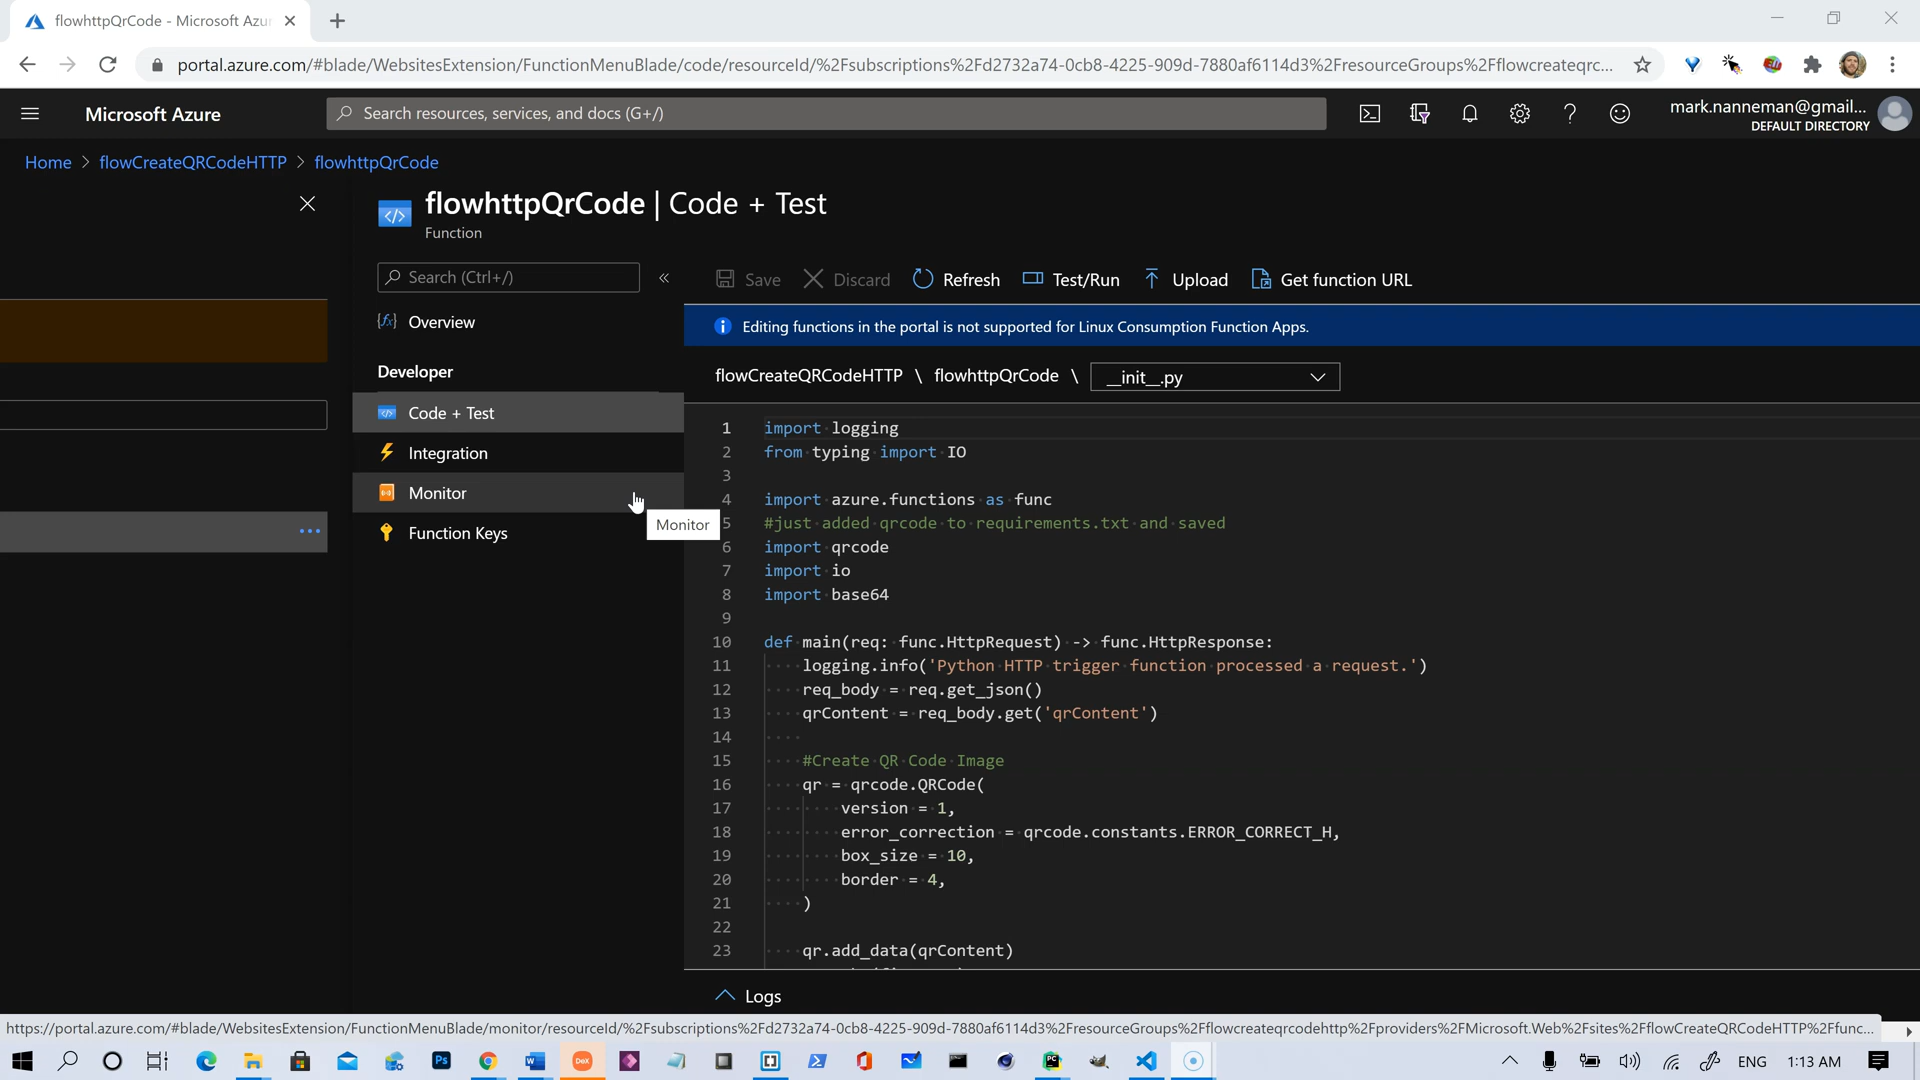 flowhttpQrCode - Microsoft Azu
portal.azure.com/#blade/WebsitesExtension/FunctionMenuBlade/code/resourceId/%2Fsubscriptions%2Fd2732a74-0cb8-4225-909d-7880af6114d3%2FresourceGroups%2Fflowcreateqrc...
Microsoft Azure
Search resources, services, and docs (G+/)
mark.nanneman@gmail...
DEFAULT DIRECTORY
Home > flowCreateQRCodeHTTP > flowhttpQrCode
flowhttpQrCode | Code + Test
Function
Search (Ctrl+/)
«
Save Discard Refresh Test/Run Upload Get function URL
Overview
Editing functions in the portal is not supported for Linux Consumption Function Apps.
Developer
flowCreateQRCodeHTTP \ flowhttpQrCode \ __init__.py
Code + Test
Integration
Monitor
Function Keys
Monitor
1 import logging
2 from typing import IO
3
4 import azure.functions as func
5 #just added qrcode to requirements.txt and saved
6 import qrcode
7 import io
8 import base64
9
10 def main(req: func.HttpRequest) -> func.HttpResponse:
11 logging.info('Python HTTP trigger function processed a request.')
12 req_body = req.get_json()
13 qrContent = req_body.get('qrContent')
14
15 #Create QR Code Image
16 qr = qrcode.QRCode(
17 version = 1,
18 error_correction = qrcode.constants.ERROR_CORRECT_H,
19 box_size = 10,
20 border = 4,
21 )
22
23 qr.add_data(qrContent)
Logs
https://portal.azure.com/#blade/WebsitesExtension/FunctionMenuBlade/monitor/resourceId/%2Fsubscriptions%2Fd2732a74-0cb8-4225-909d-7880af6114d3%2FresourceGroups%2Fflowcreateqrcodehttp%2Fproviders%2FMicrosoft.Web%2Fsites%2FflowCreateQRCodeHTTP%2Ffunc...
Ps
DeX
PC
ENG 1:13 AM